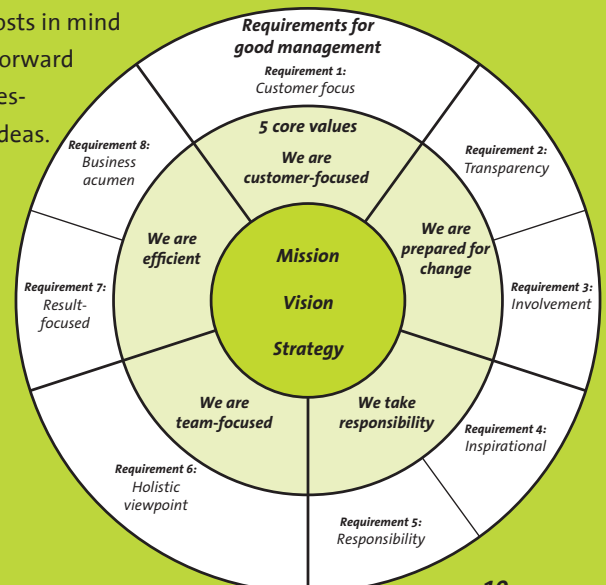 osts in mind
orward
es-
deas.
Requirements for
good management
Requirement 1:
Customer focus
5 core values
We are
customer-focused
Requirement 2:
Transparency
We are
prepared for
change
Requirement 3:
Involvement
Requirement 4:
Inspirational
We take
responsibility
Requirement 5:
Responsibility
Requirement 6:
Holistic
viewpoint
We are
team-focused
Requirement 7:
Result-
focused
Requirement 8:
Business
acumen
We are
efficient
Mission
Vision
Strategy